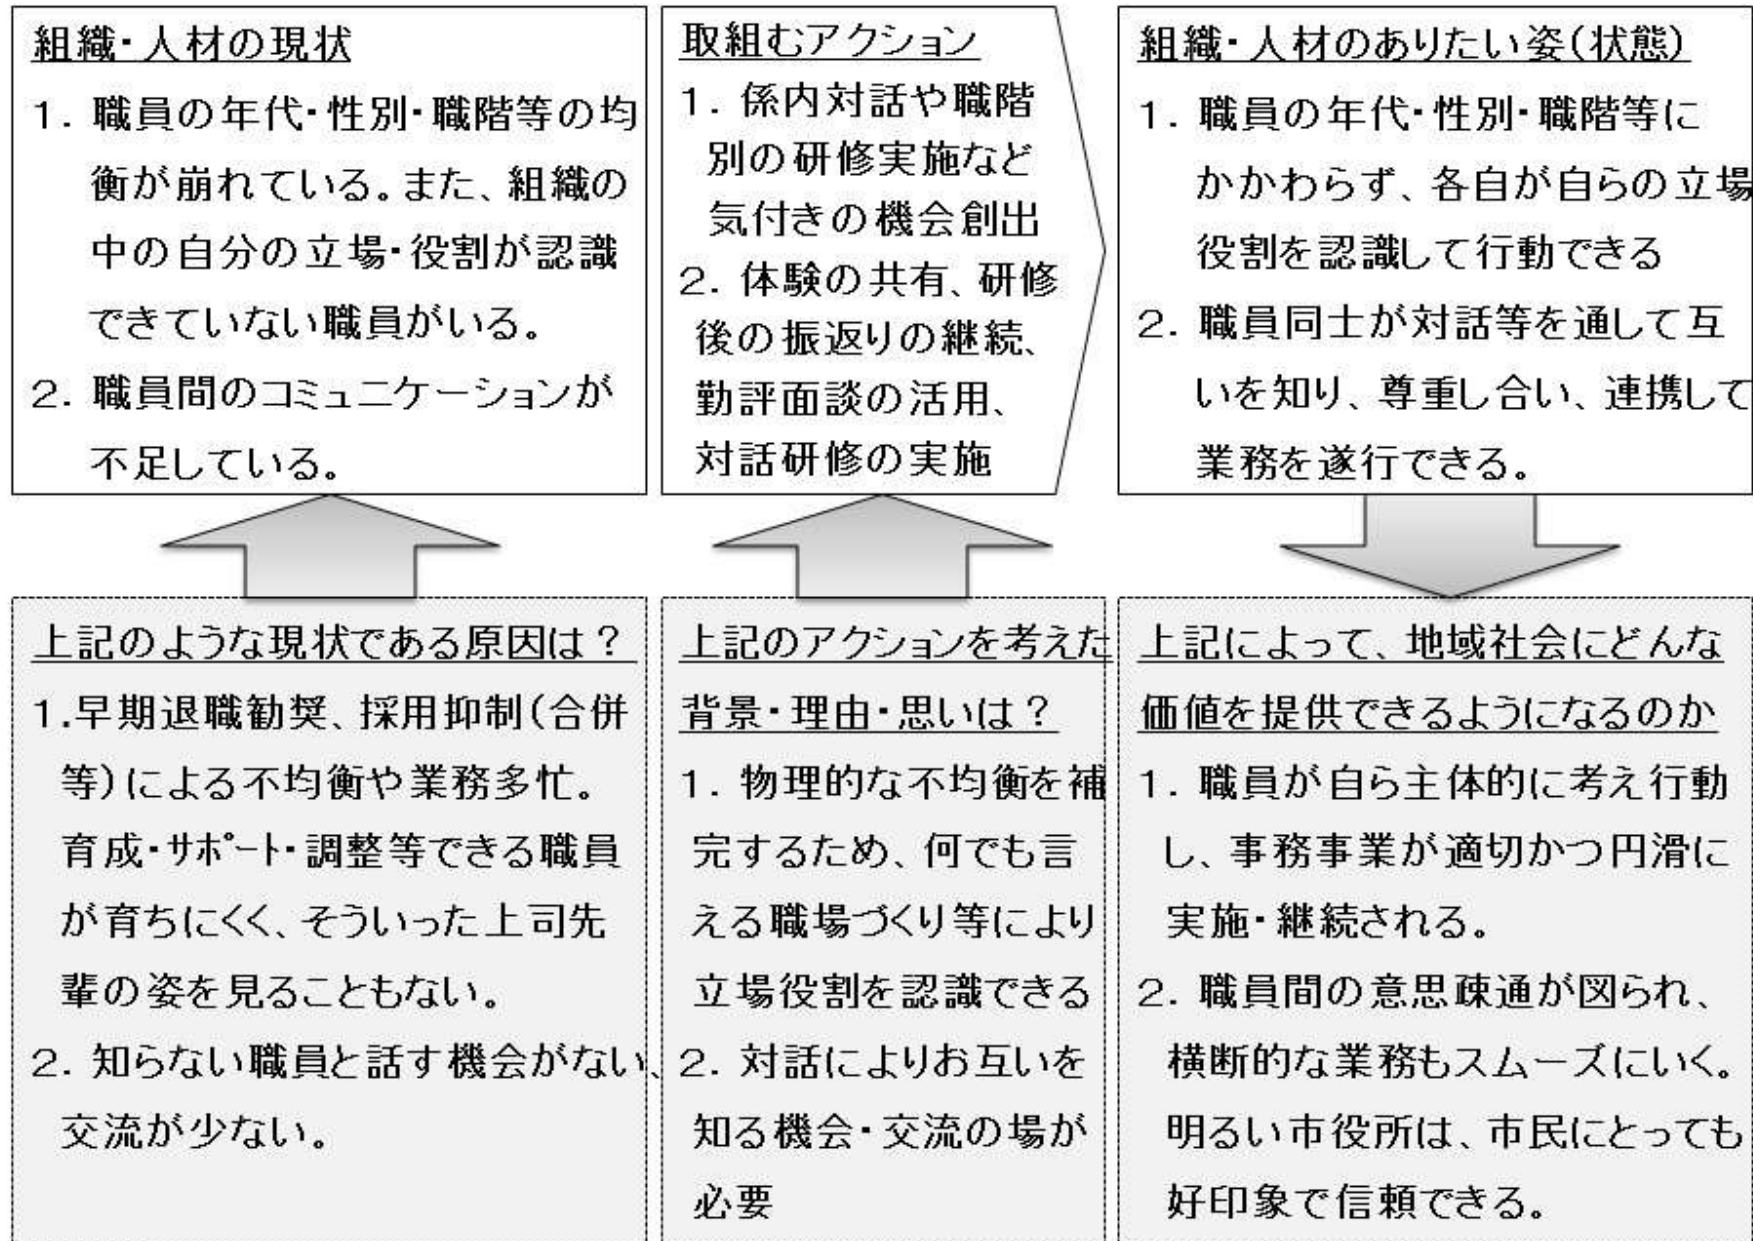 組織・人材の現状
1. 職員の年代・性別・職階等の均
衡が崩れている。また、組織の
中の自分の立場・役割が認識
できていない職員がいる。
2. 職員間のコミュニケーションが
不足している。
取組むアクション
1. 係内対話や職階
別の研修実施など
気付きの機会創出
2. 体験の共有、研修
後の振返りの継続、
勤評面談の活用、
対話研修の実施
組織・人材のありたい姿(状態)
1. 職員の年代・性別・職階等に
かかわらず、各自が自らの立場
役割を認識して行動できる
2. 職員同士が対話等を通して互
いを知り、尊重し合い、連携して
業務を遂行できる。
上記のような現状である原因は?
1.早期退職勧奨、採用抑制(合併
等)による不均衡や業務多忙。
育成・サポート・調整等できる職員
が育ちにくく、そういった上司先
輩の姿を見ることもない。
2. 知らない職員と話す機会がない、
交流が少ない。
上記のアクションを考えた
背景・理由・思いは?
1. 物理的な不均衡を補
完するため、何でも言
える職場づくり等により
立場役割を認識できる
2. 対話によりお互いを
知る機会・交流の場が
必要
上記によって、地域社会にどんな
価値を提供できるようになるのか
1. 職員が自ら主体的に考え行動
し、事務事業が適切かつ円滑に
実施・継続される。
2. 職員間の意思疎通が図られ、
横断的な業務もスムーズにいく。
明るい市役所は、市民にとっても
好印象で信頼できる。